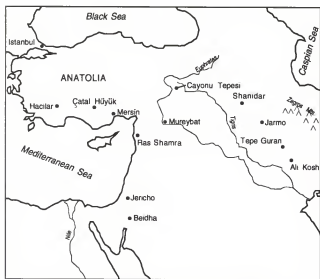 Black Sea
Caspian Sea
Istanbul
Euphrates
ANATOLIA
Cayonu Tepesi
Shanidar
Zagros Mts
Hacilar
Çatal Hüyük
Mersin
Mureybat
Tigris
Jarmo
Ras Shamra
Tepe Guran
Mediterranean Sea
Ali Kosh
Jericho
Beidha
Nile